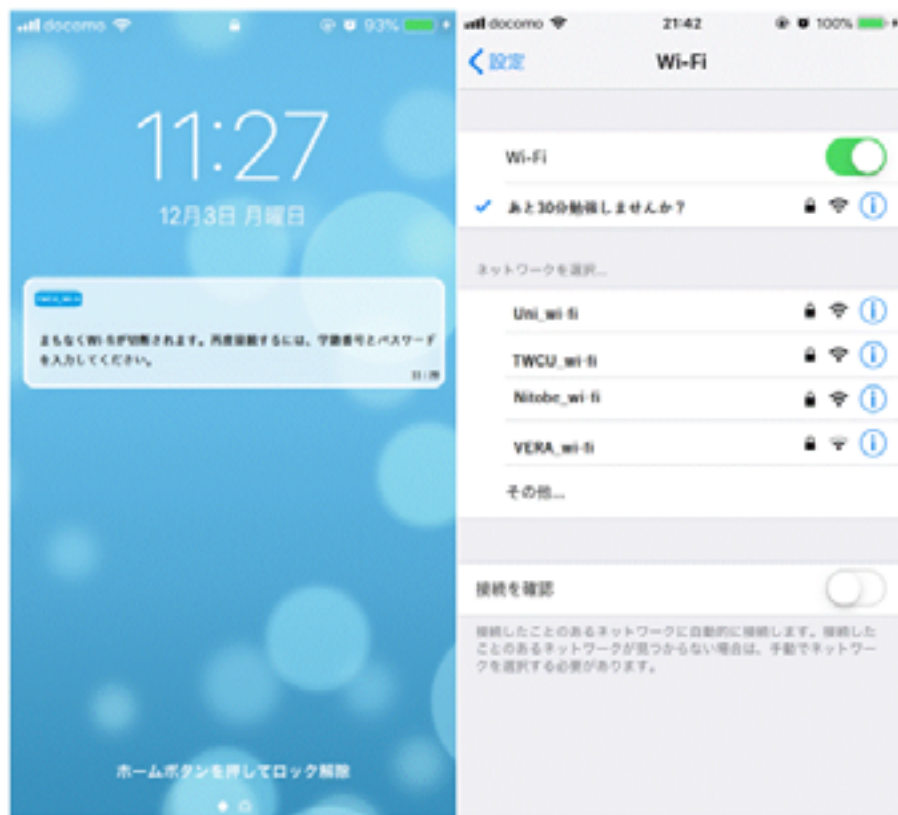 docomo
93%
11:27
12月3日 月曜日
TWCU_wi-fi
まもなくWi-fiが切断されます。再度接続するには、学籍番号とパスワード
を入力してください。
ホームボタンを押してロック解除
docomo
21:42
100%
設定
Wi-Fi
Wi-Fi
あと30分勉強しませんか？
ネットワークを選択...
Uni_wi-fi
TWCU_wi-fi
Nitobe_wi-fi
VERA_wi-fi
その他...
接続を確認
接続したことのあるネットワークに自動的に接続します。接続した
ことのあるネットワークが見つからない場合は、手動でネットワー
クを選択する必要があります。